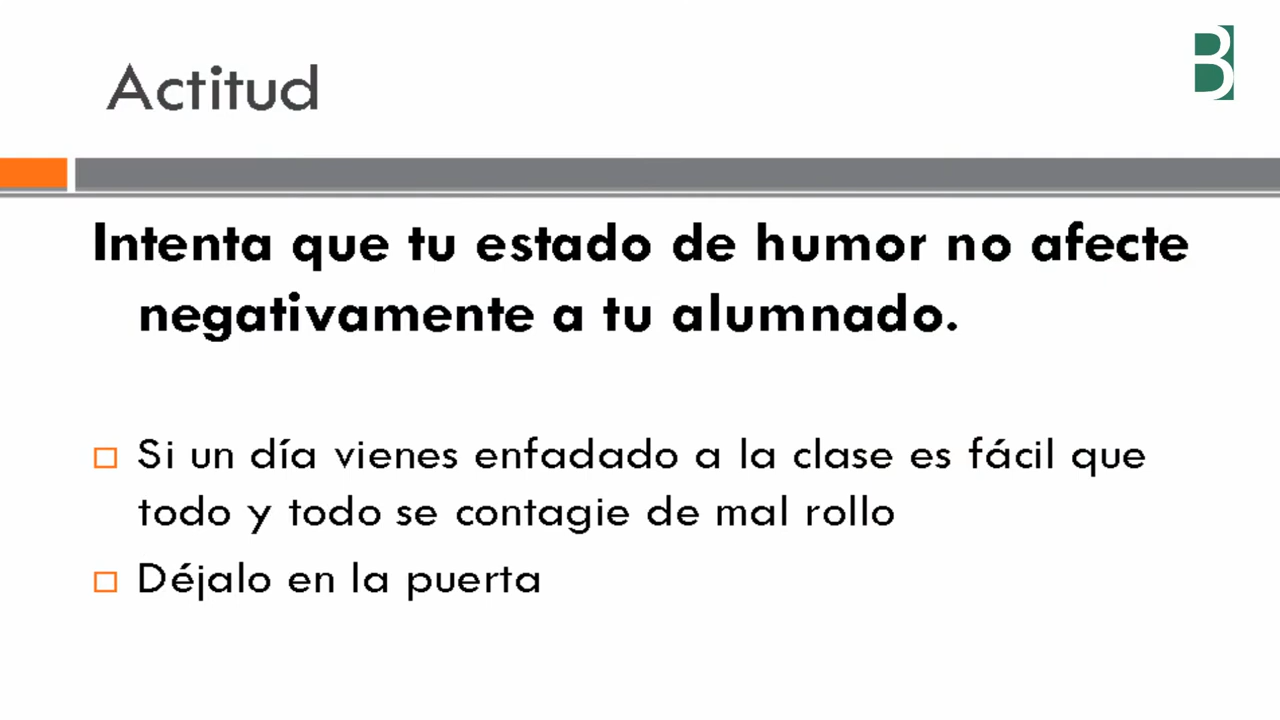 Actitud
B
Intenta que tu estado de humor no afecte
negativamente a tu alumnado.
Si un día vienes enfadado a la clase es fácil que
todo y todo se contagie de mal rollo
Déjalo en la puerta